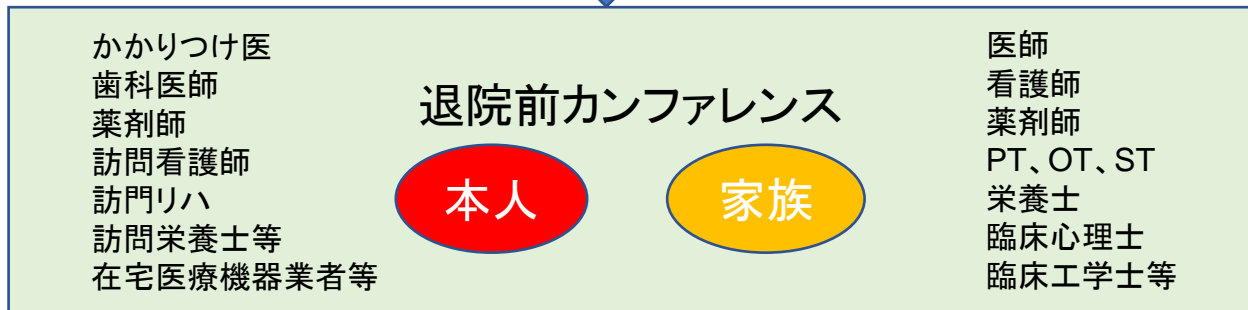 かかりつけ医
歯科医師
薬剤師
訪問看護師
訪門リハ
訪問栄養士等
在宅医療機器業者等
退院前カンファレンス
本人
家族
医師
看護師
薬剤師
PT、OT、ST
栄養士
臨床心理士
臨床工学士等